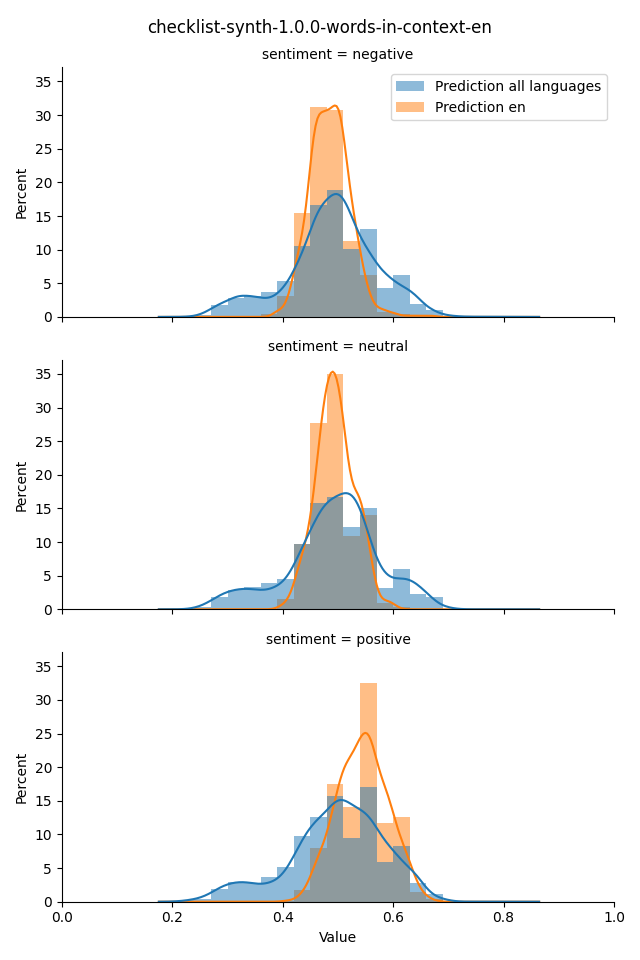 checklist-synth-1.0.0-words-in-context-en
sentiment = negative
35
30
25
20
15
10
5
0
Percent
Prediction all languages
Prediction en
sentiment = neutral
35
30
25
20
15
10
5
0
Percent
sentiment = positive
35
30
25
20
15
10
5
0
Percent
0.0 0.2 0.4 0.6 0.8 1.0
Value